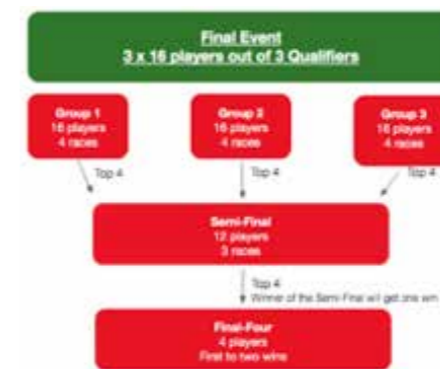 Final Event
3 x 16 players out of 3 Qualifiers
Group 1
16 players
4 races
Group 2
16 players
4 races
Group 3
16 players
4 races
Top 4
Top 4
Top 4
Semi-Final
12 players
3 races
Top 4
Winner of the Semi-Final will get one win
Final-Four
4 players
First to two wins